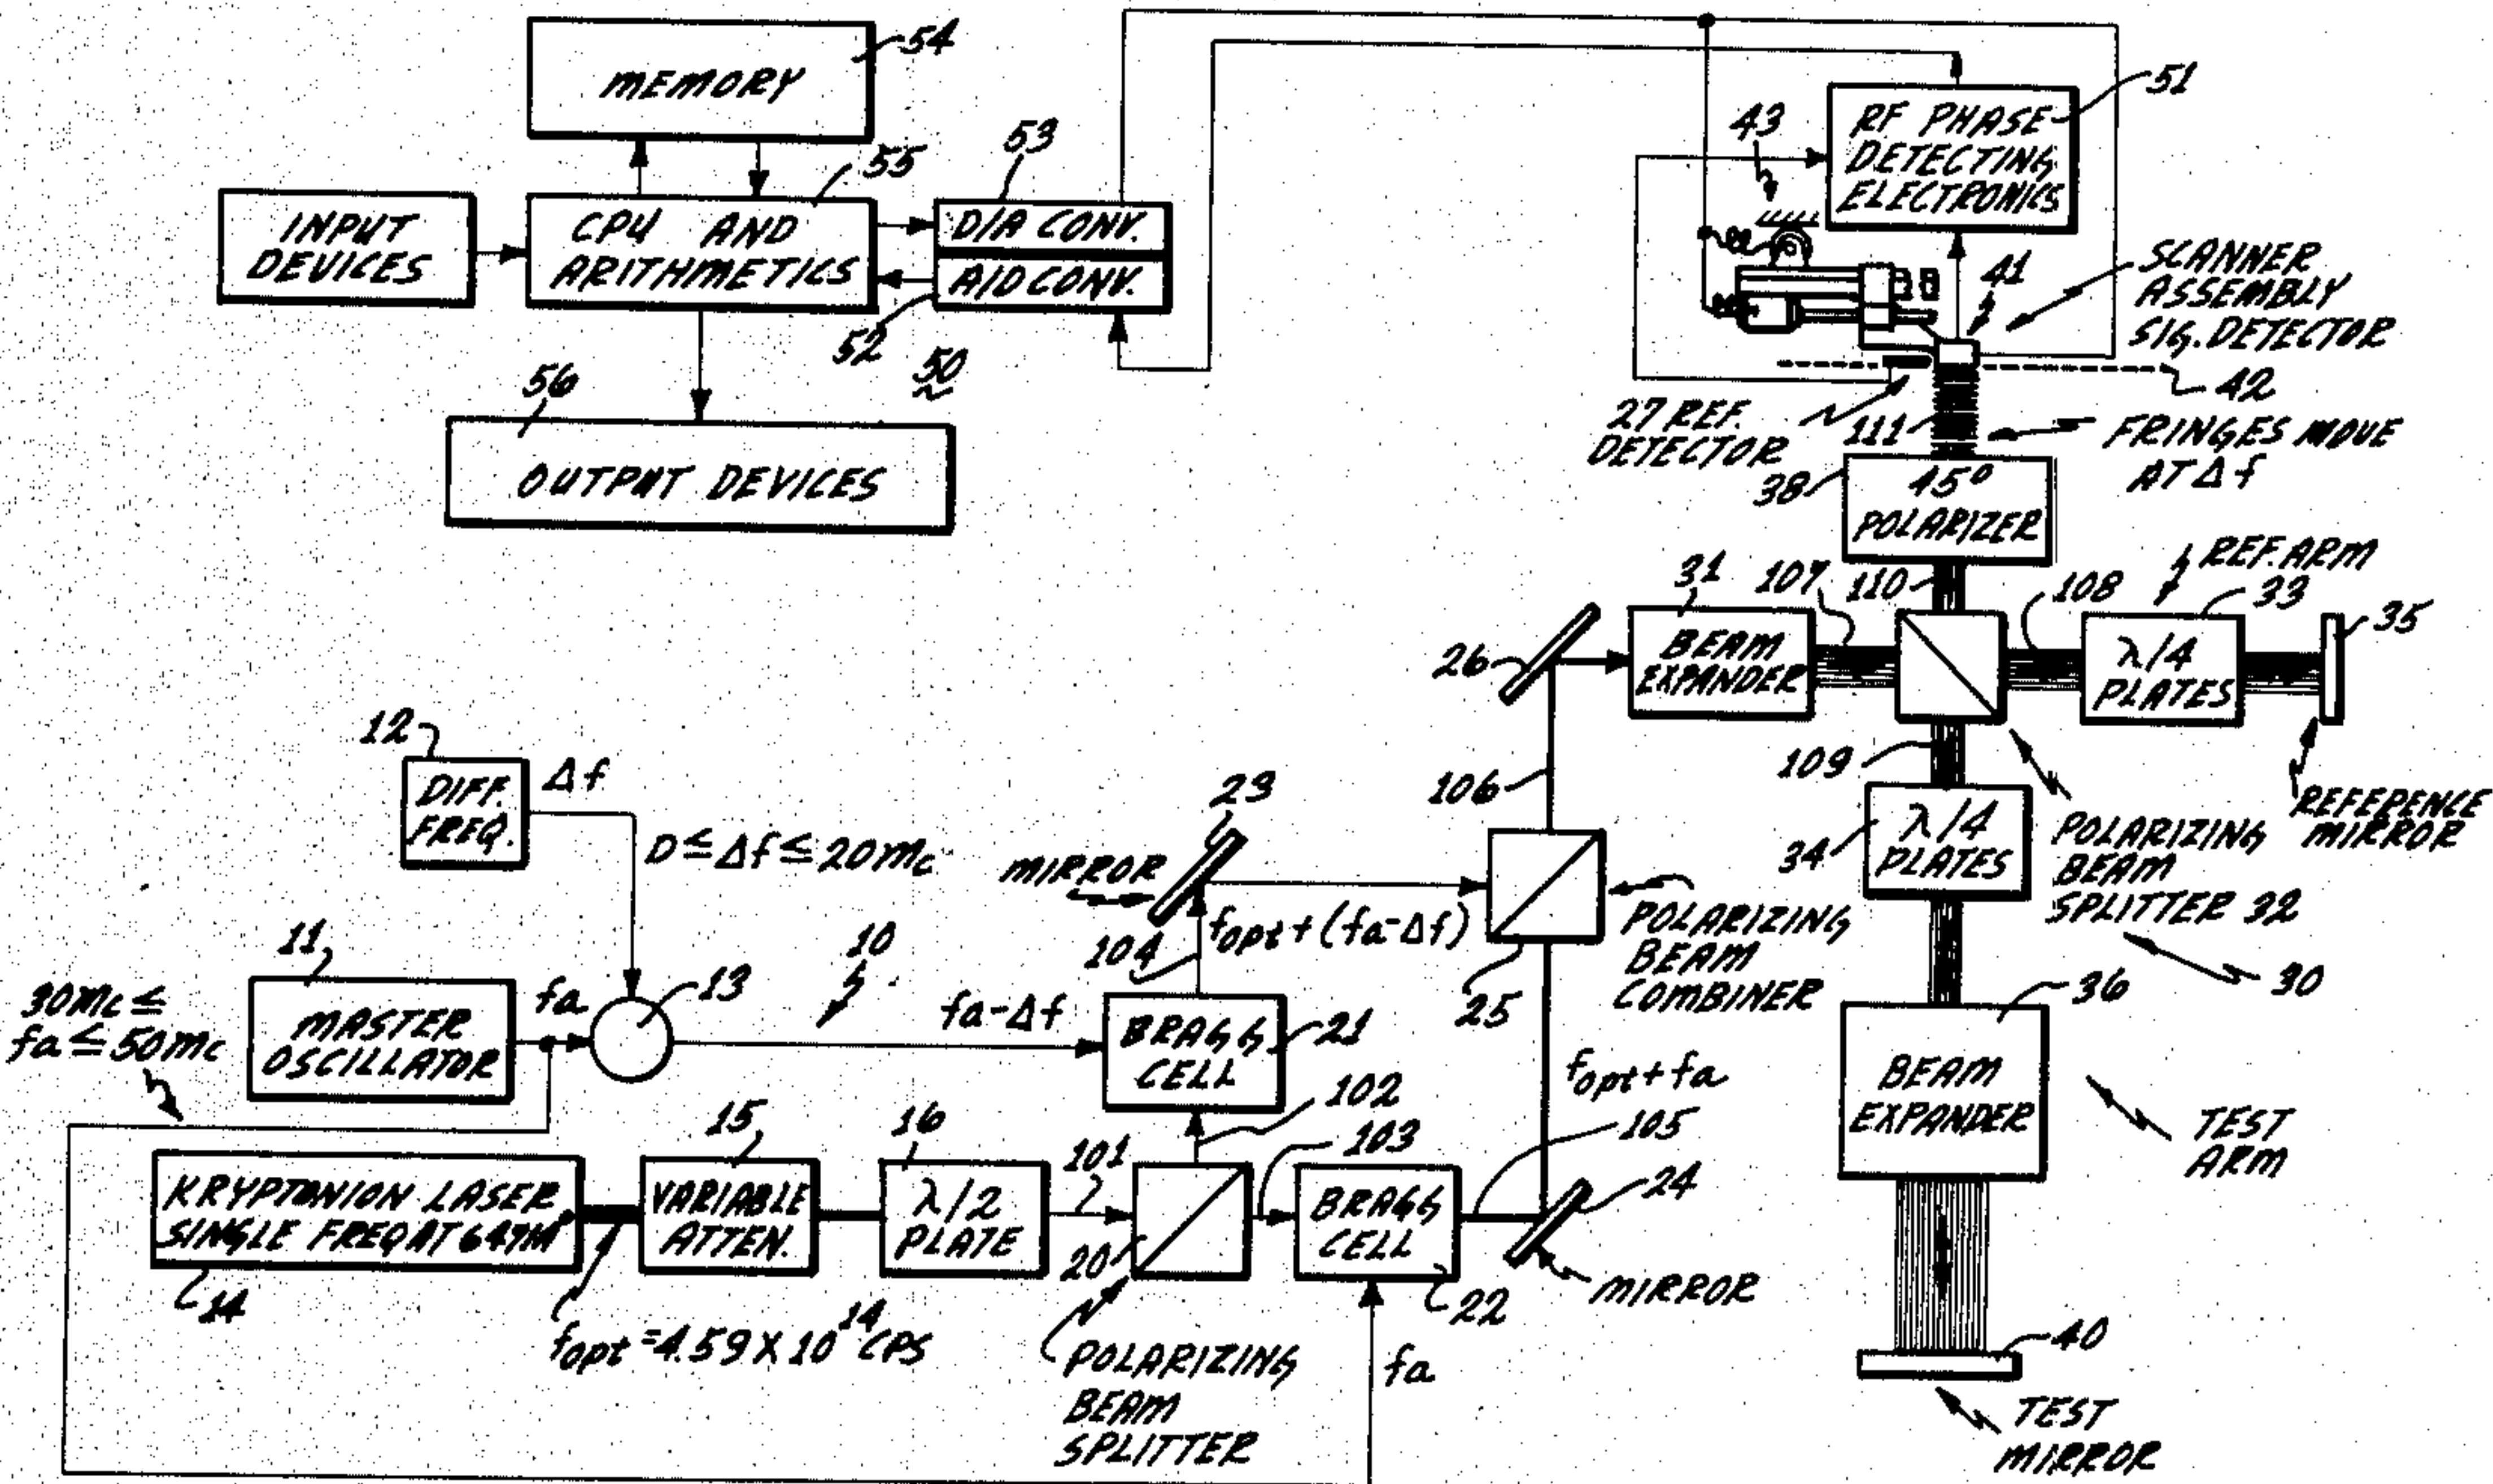 MEMORY
54
INPUT
DEVICES
CPU AND
ARITHMETICS
55
53
D/A CONV.
A/D CONV.
52
50
56
OUTPUT DEVICES
43
RF PHASE
DETECTING
ELECTRONICS
51
41
SCANNER
ASSEMBLY
SIG. DETECTOR
42
27 REF.
DETECTOR
111
FRINGES MOVE
AT Δf
38
45°
POLARIZER
REF. ARM
31
107
110
108
33
35
26
BEAM
EXPANDER
λ/4
PLATES
REFERENCE
MIRROR
109
106
34
λ/4
PLATES
POLARIZING
BEAM
SPLITTER 32
30
12
DIFF.
FREQ.
Δf
D ≤ Δf ≤ 20mc
23
MIRROR
104
fopt + (fa-Δf)
POLARIZING
BEAM
COMBINER
25
11
30mc ≤
fa ≤ 50mc
MASTER
OSCILLATOR
fa
13
10
fa-Δf
BRAGG
CELL
21
fopt + fa
36
BEAM
EXPANDER
TEST
ARM
15
16
101
102
103
105
KRYPTON ION LASER
SINGLE FREQ AT 647M
14
VARIABLE
ATTEN.
λ/2
PLATE
20
BRAGG
CELL
22
24
MIRROR
fopt = 4.59 X 10^14 CPS
POLARIZING
BEAM
SPLITTER
fa
40
TEST
MIRROR